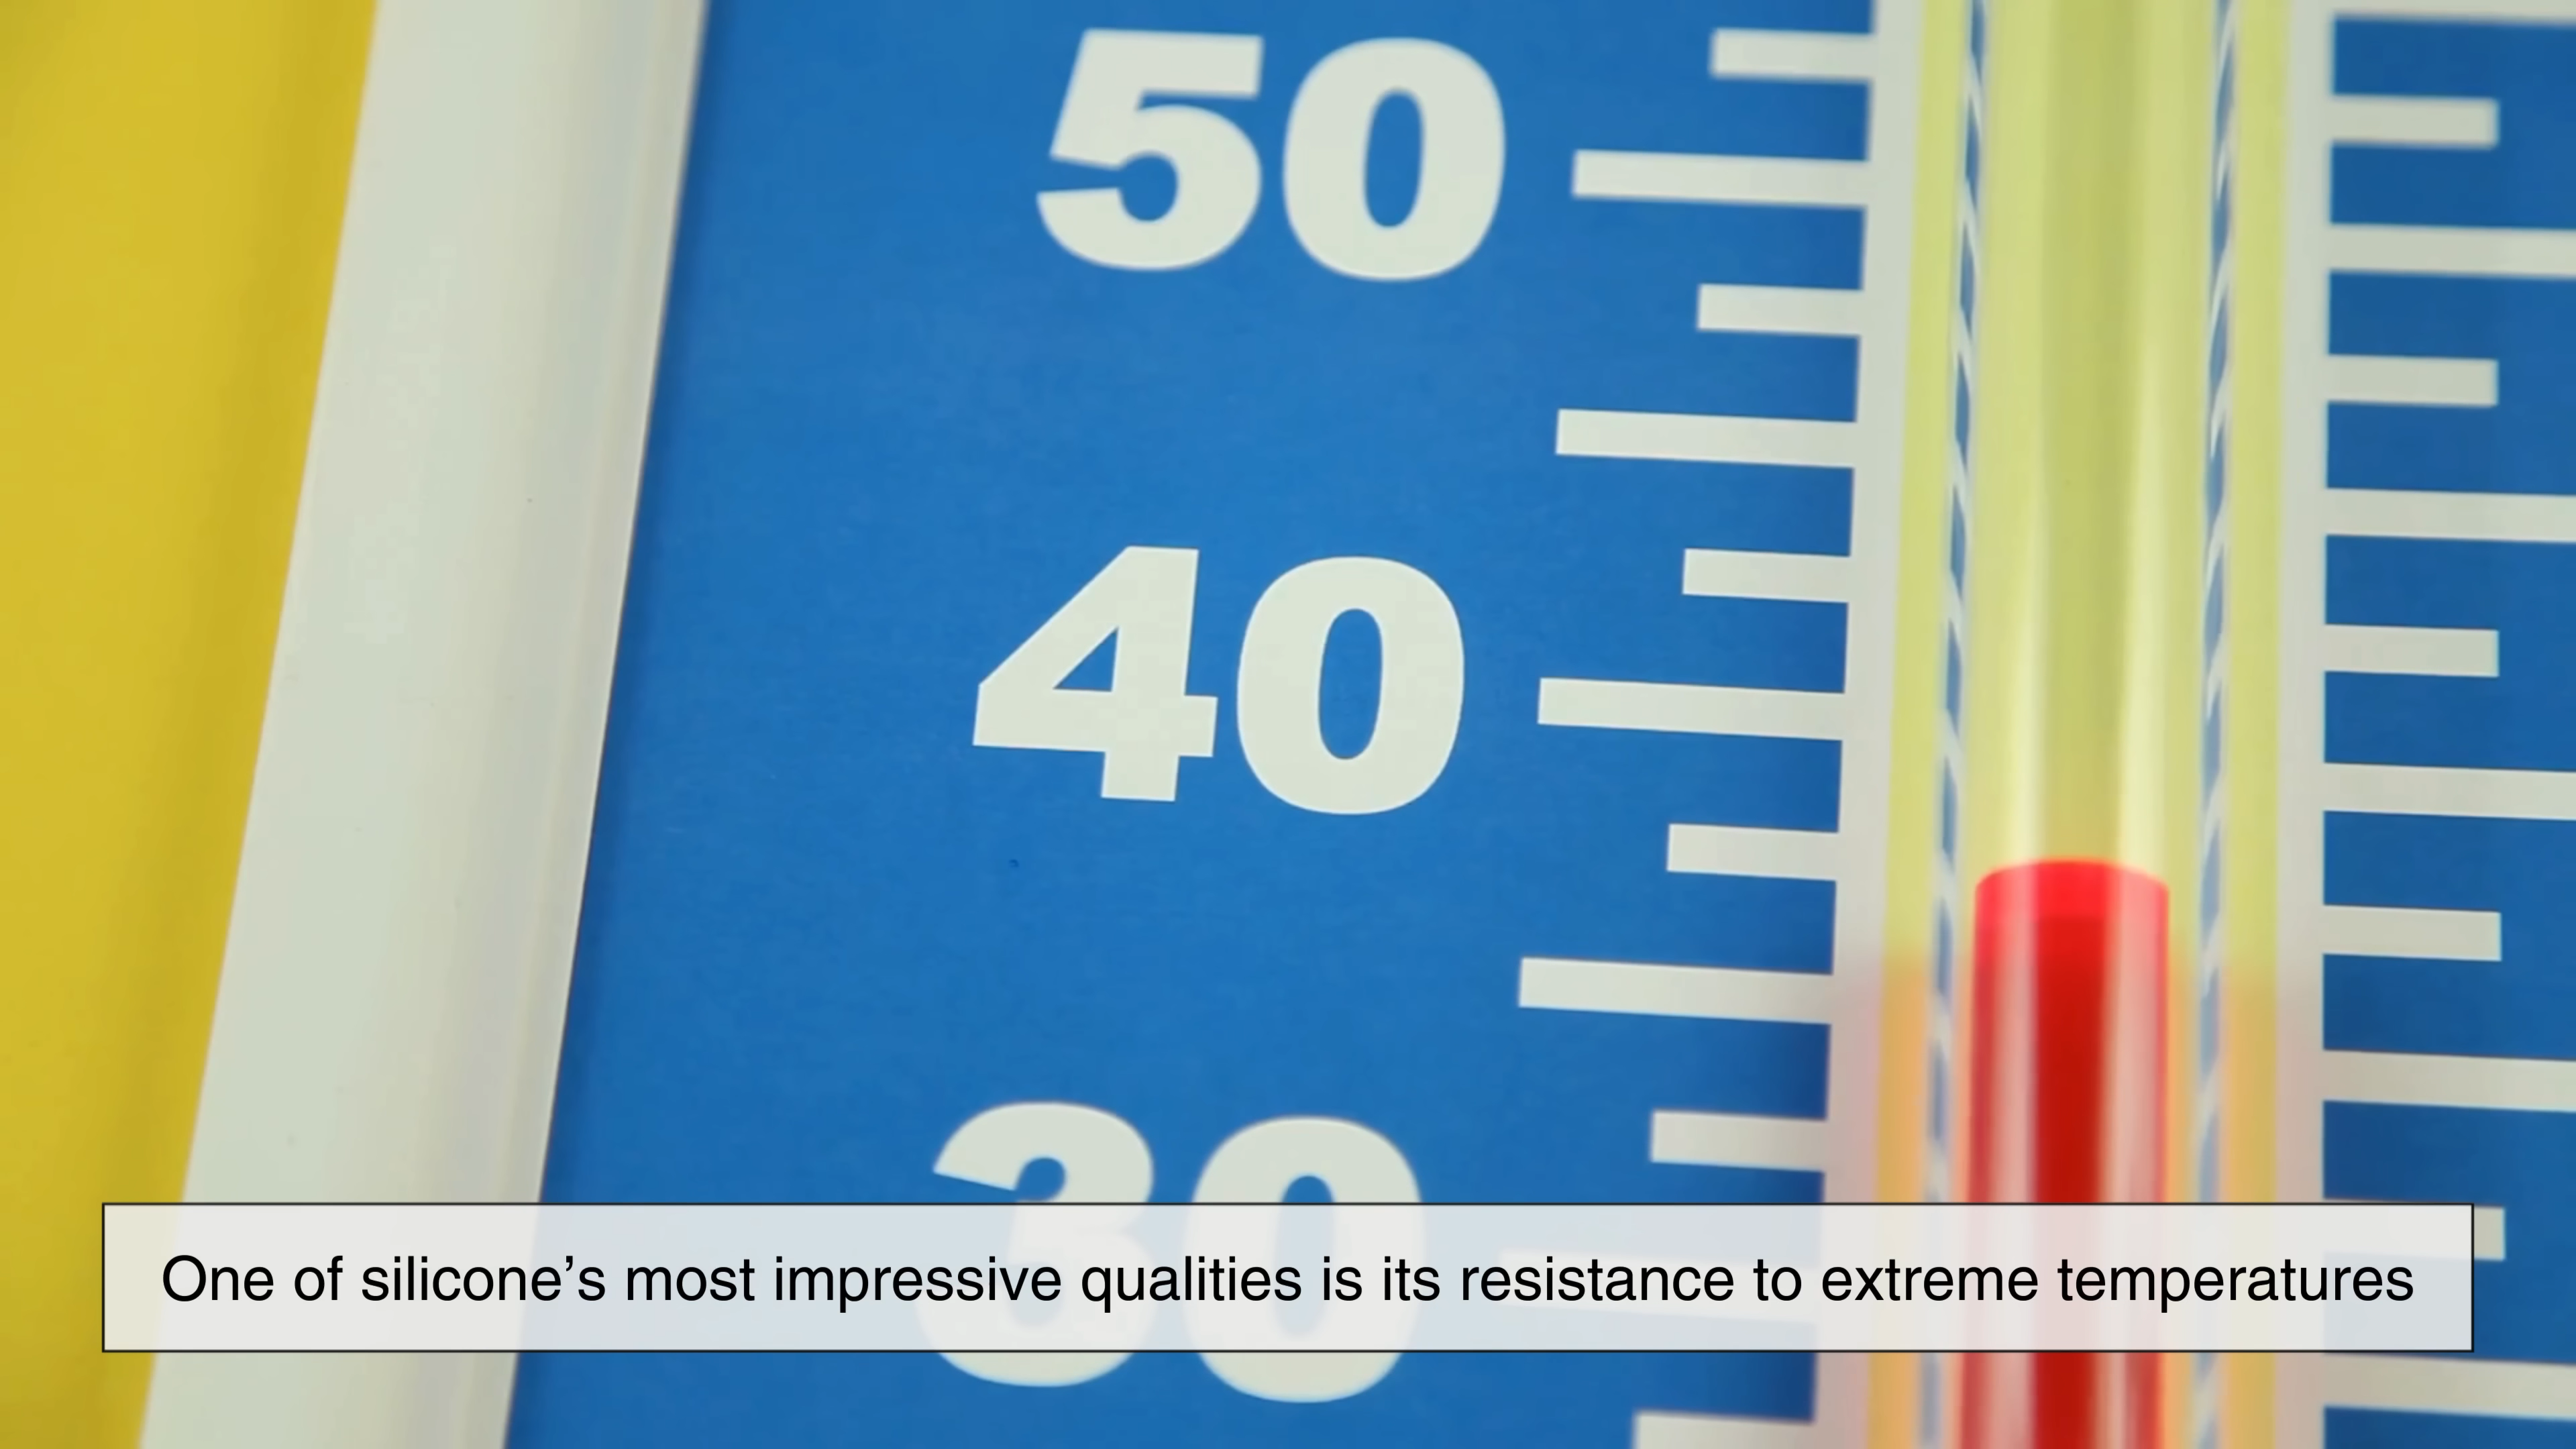 50
40
30
One of silicone’s most impressive qualities is its resistance to extreme temperatures